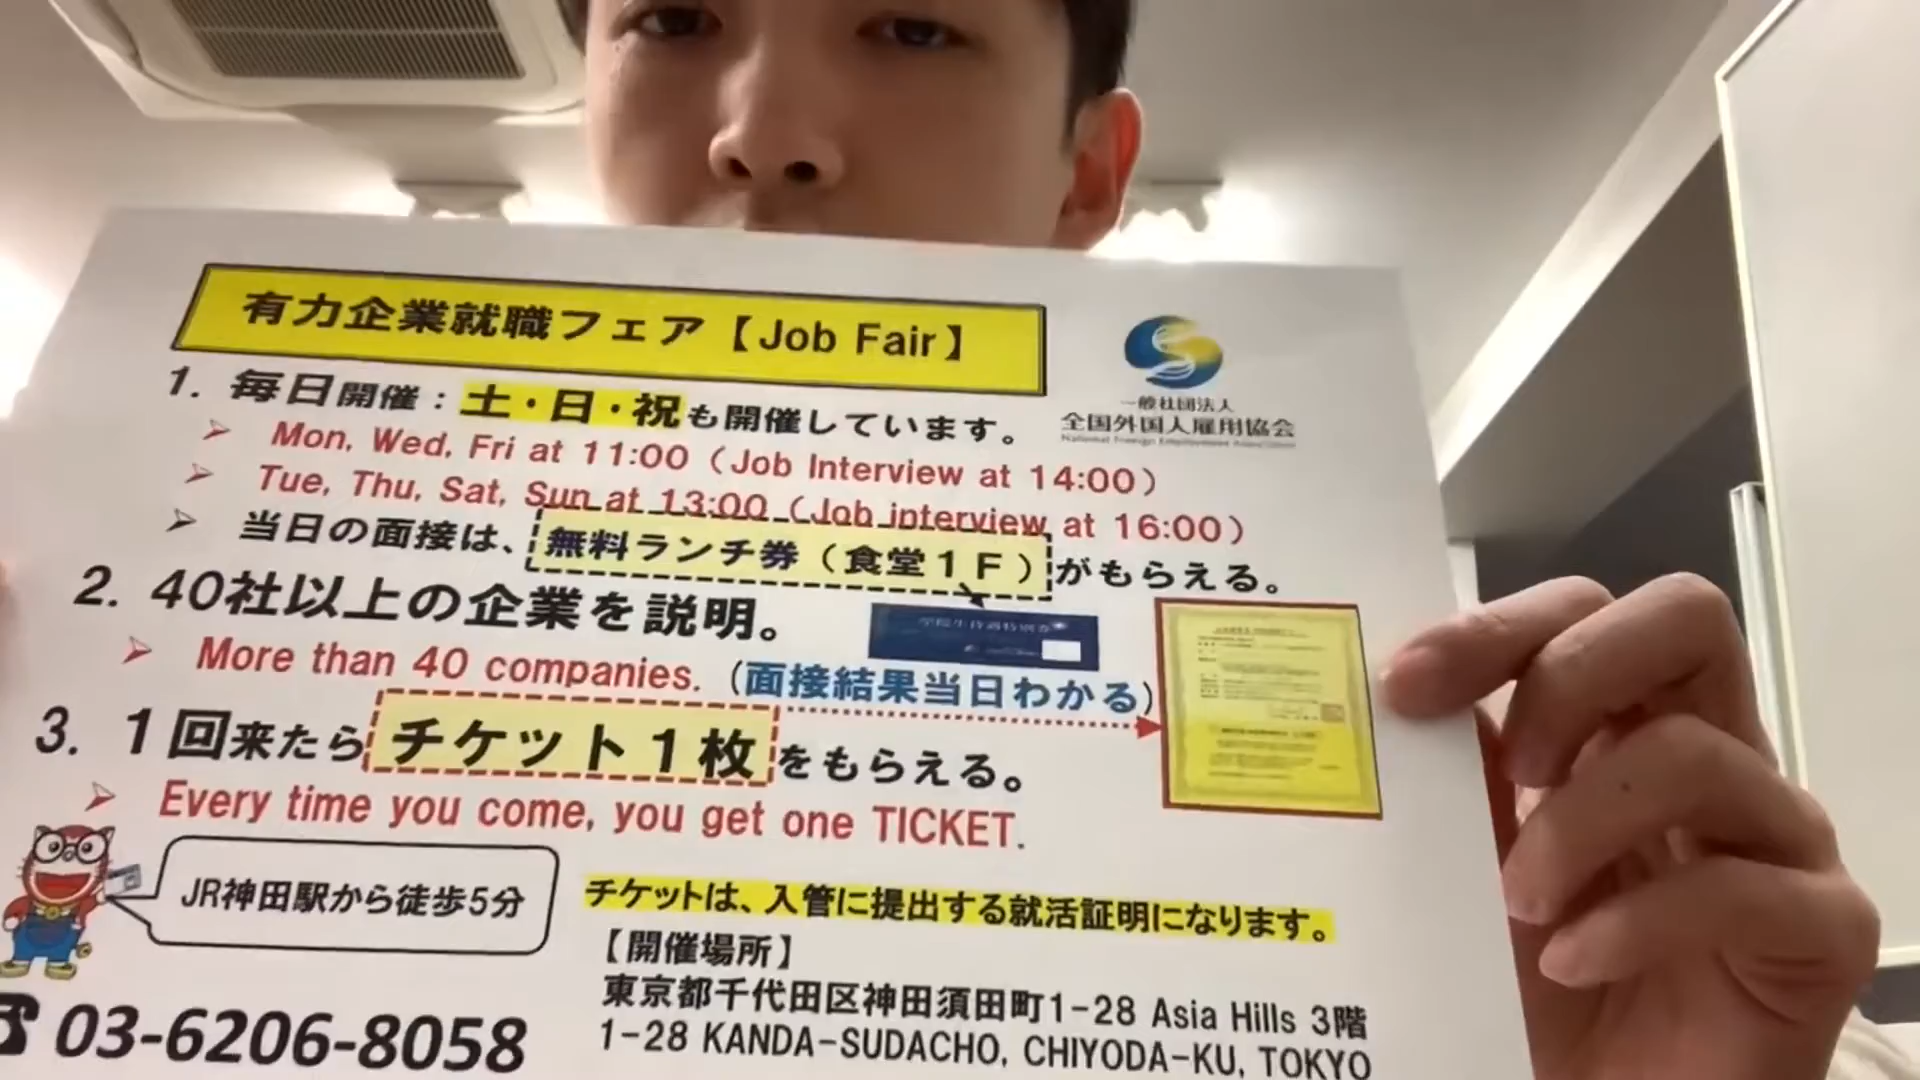 有力企業就職フェア【Job Fair】
一般社団法人
全国外国人雇用協会
National Foreign Employment Association
1. 毎日開催：土・日・祝も開催しています。
➢ Mon, Wed, Fri at 11:00（Job Interview at 14:00）
➢ Tue, Thu, Sat, Sun at 13:00（Job interview at 16:00）
➢ 当日の面接は、無料ランチ券（食堂１Ｆ）がもらえる。
2. 40社以上の企業を説明。
➢ More than 40 companies.（面接結果当日わかる）
3. １回来たらチケット１枚をもらえる。
➢ Every time you come, you get one TICKET.
JR神田駅から徒歩5分
チケットは、入管に提出する就活証明になります。
【開催場所】
東京都千代田区神田須田町1-28 Asia Hills 3階
1-28 KANDA-SUDACHO, CHIYODA-KU, TOKYO
☎ 03-6206-8058